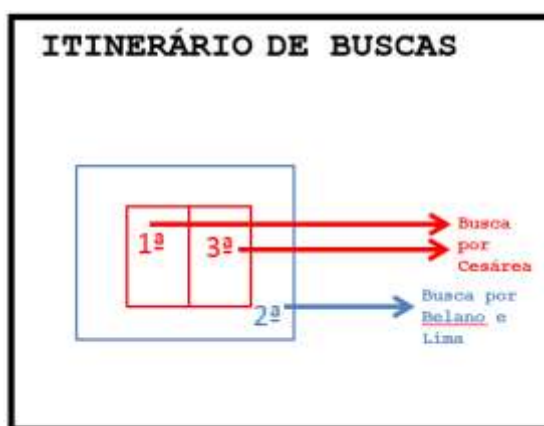 ITINERÁRIO DE BUSCAS
1ª
3ª
Busca
por
Cesárea
2ª
Busca por
Belano e
Lima